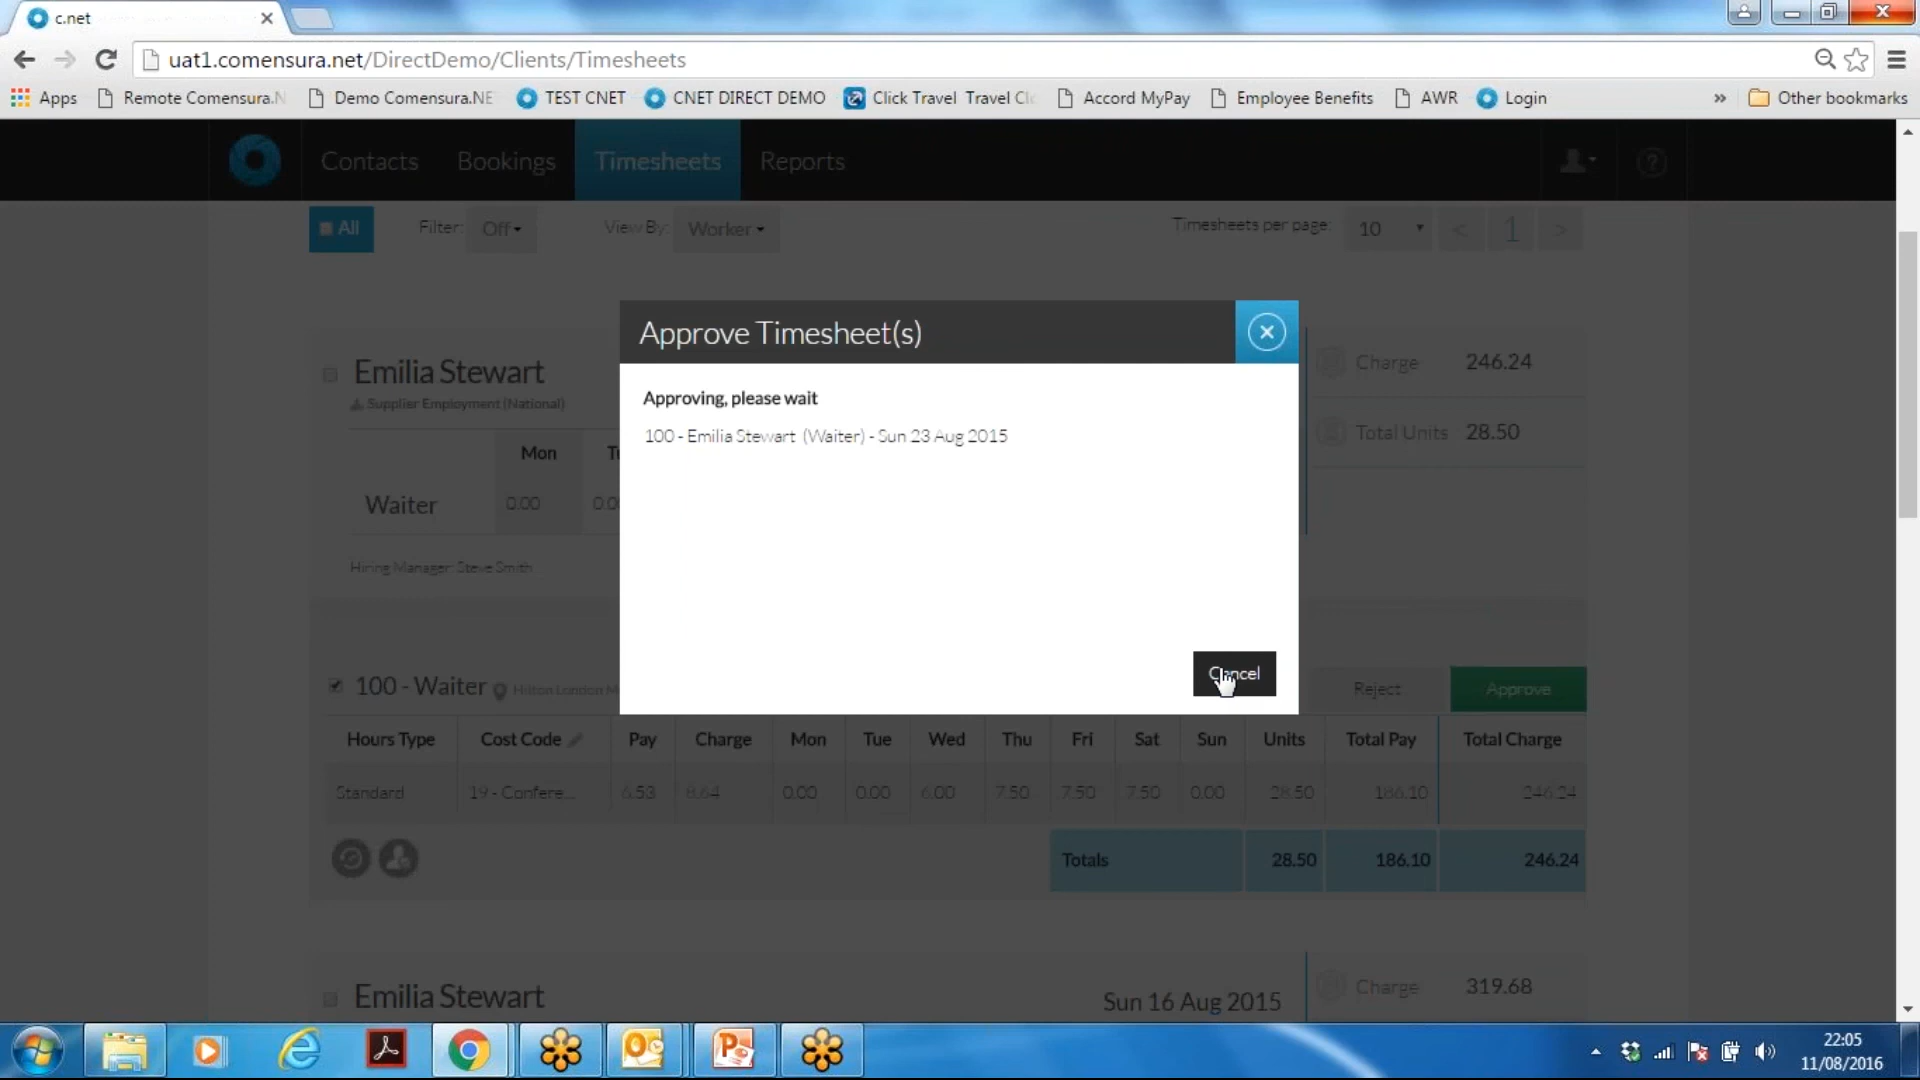 c.net
uat1.comensura.net/DirectDemo/Clients/Timesheets
Apps Remote Comensura.N Demo Comensura.NE TEST CNET CNET DIRECT DEMO Click Travel Travel Cl Accord MyPay Employee Benefits AWR Login » Other bookmarks
Contacts Bookings Timesheets Reports ?
All Filter: Off View By: Worker Timesheets per page: 10 < 1 >
Approve Timesheet(s)
Approving, please wait
100 - Emilia Stewart (Waiter) - Sun 23 Aug 2015
Cancel
Emilia Stewart Charge 246.24
Supplier Employment (National)
Total Units 28.50
Mon
Waiter 0.00
Hiring Manager: Steve Smith
100 - Waiter Hilton London M Reject Approve
Hours Type Cost Code Pay Charge Mon Tue Wed Thu Fri Sat Sun Units Total Pay Total Charge
Standard 19 - Confere... 6.53 8.64 0.00 0.00 6.00 7.50 7.50 7.50 0.00 28.50 186.10 246.24
Totals 28.50 186.10 246.24
Emilia Stewart Sun 16 Aug 2015 Charge 319.68
22:05
11/08/2016